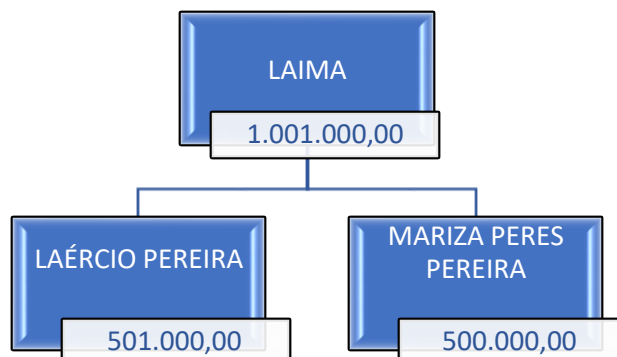 LAIMA
1.001.000,00
LAÉRCIO PEREIRA
501.000,00
MARIZA PERES
PEREIRA
500.000,00